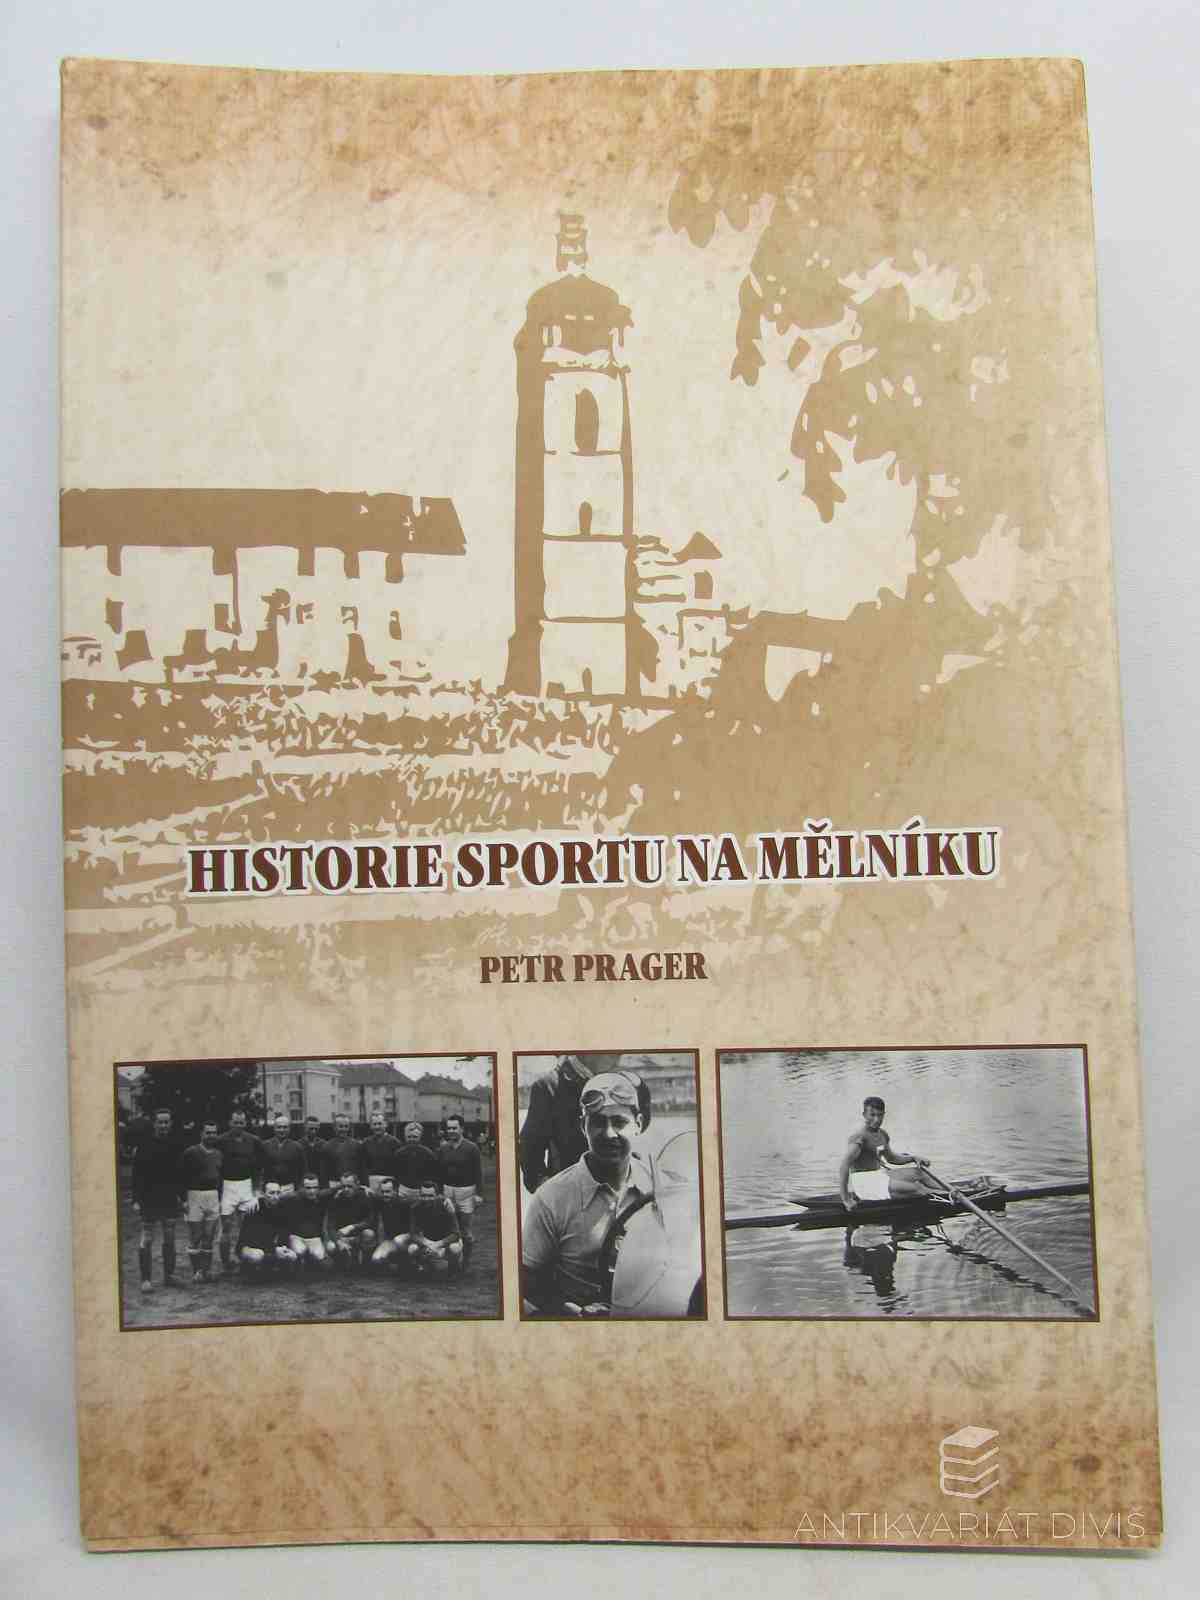 HISTORIE SPORTU NA MĚLNÍKU
PETR PRAGER
ANTIKVARIÁT DIVIŠ